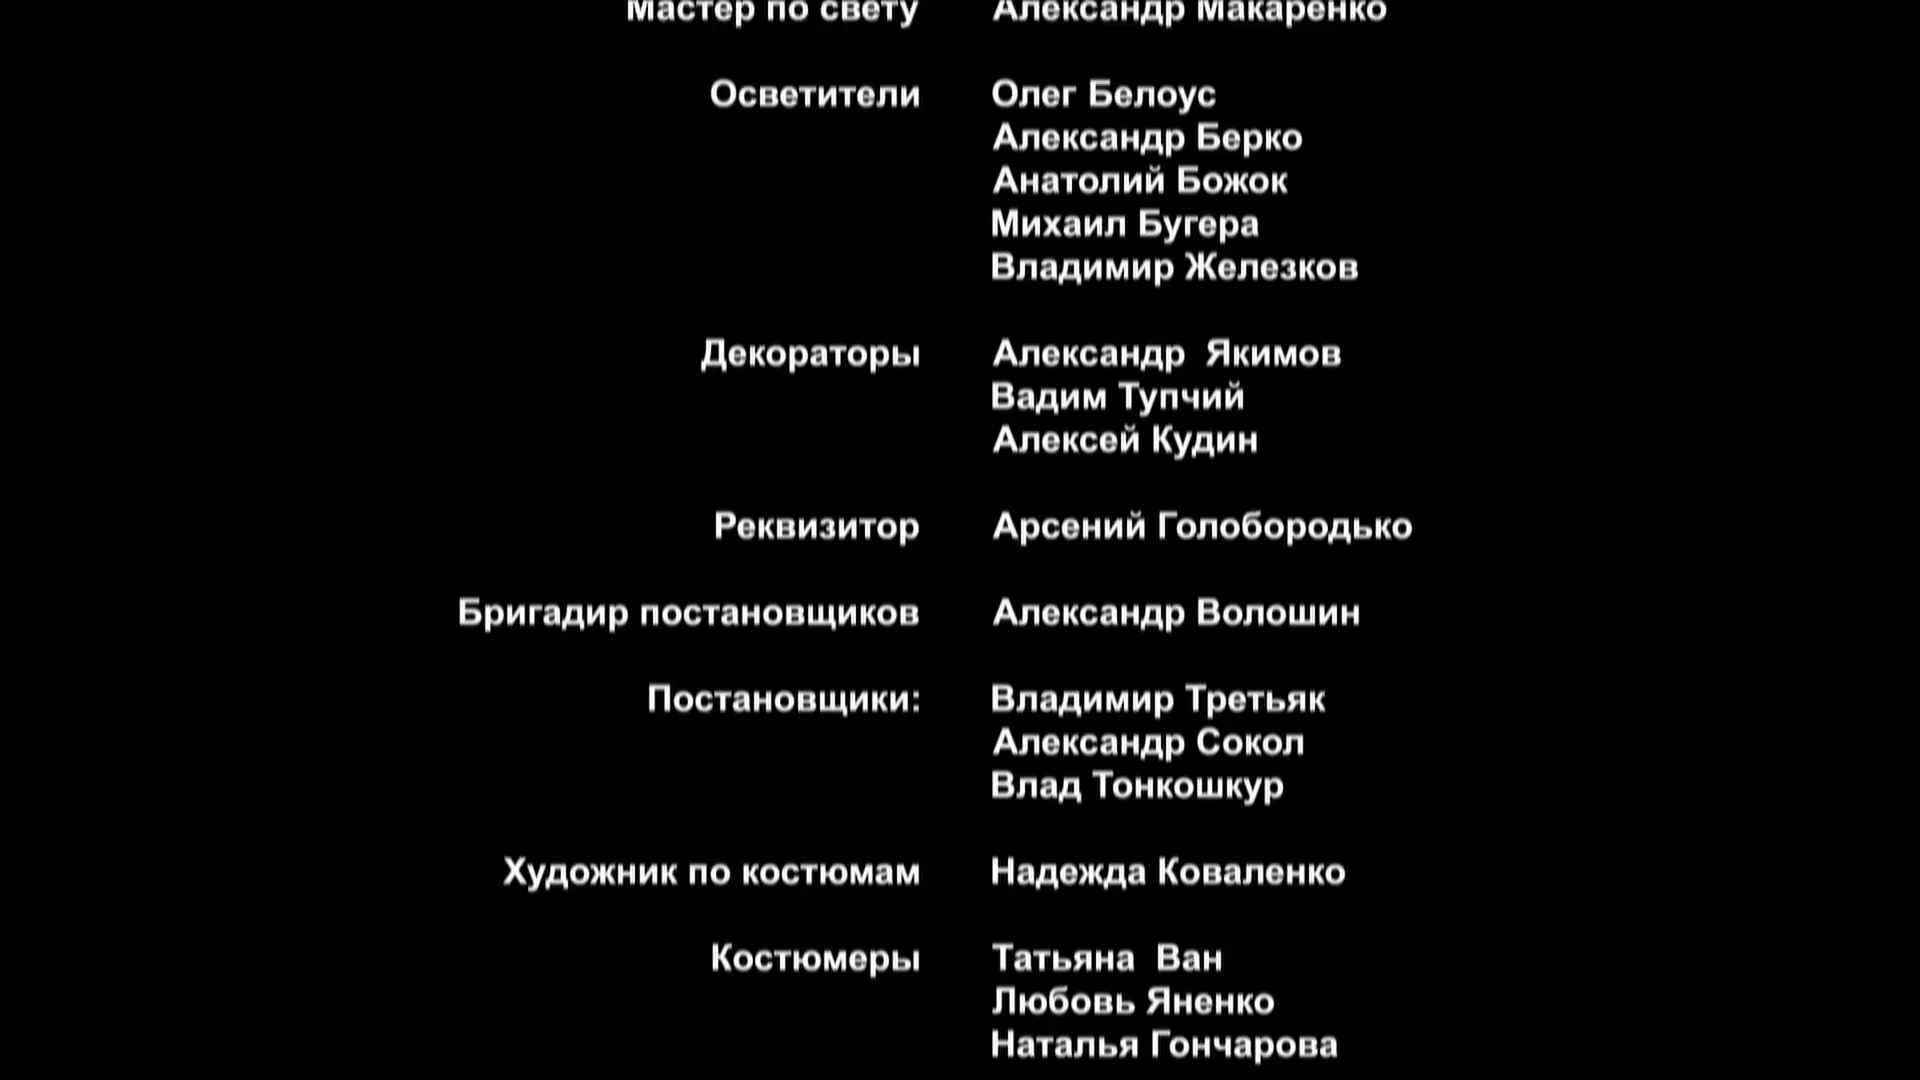 Мастер по свету Александр Макаренко
Осветители Олег Белоус
Александр Берко
Анатолий Божок
Михаил Бугера
Владимир Железков
Декораторы Александр Якимов
Вадим Тупчий
Алексей Кудин
Реквизитор Арсений Голобородько
Бригадир постановщиков Александр Волошин
Постановщики: Владимир Третьяк
Александр Сокол
Влад Тонкошкур
Художник по костюмам Надежда Коваленко
Костюмеры Татьяна Ван
Любовь Яненко
Наталья Гончарова